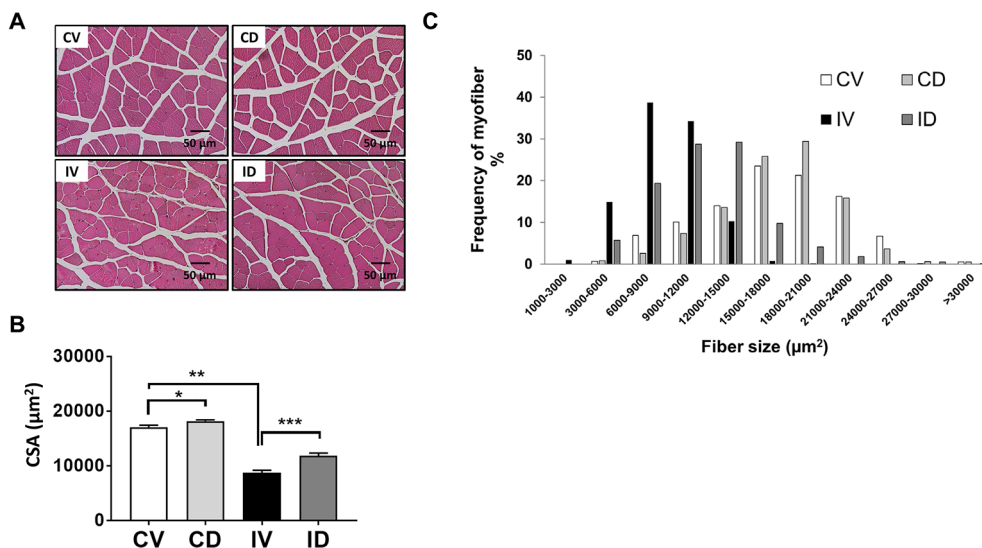 A
CV
50 μm
CD
50 μm
IV
50 μm
ID
50 μm
B
CSA (μm²)
30000
20000
10000
0
**
*
***
CV
CD
IV
ID
C
Frequency of myofiber
%
50
40
30
20
10
0
CV
CD
IV
ID
1000-3000
3000-6000
6000-9000
9000-12000
12000-15000
15000-18000
18000-21000
21000-24000
24000-27000
27000-30000
>30000
Fiber size (μm²)